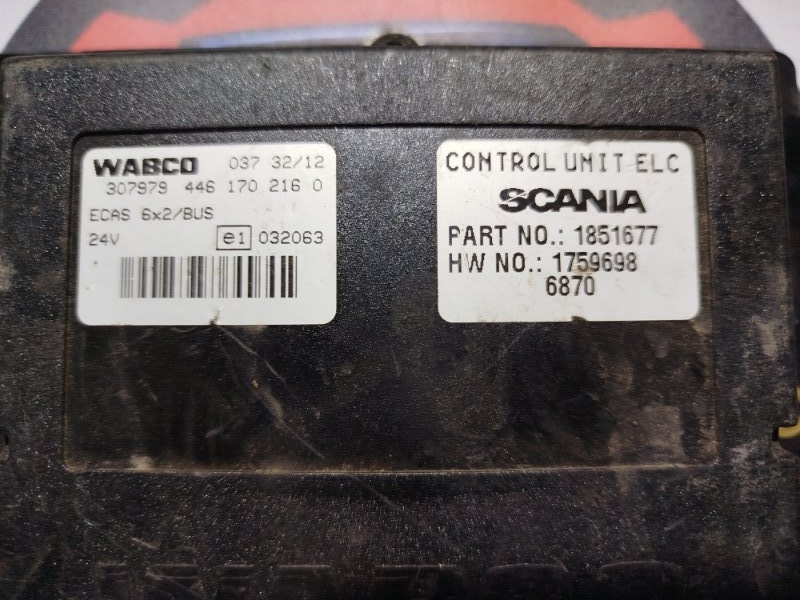 WABCO 037 32/12
307979 446 170 216 0
ECAS 6x2/BUS
24V e1 032063
CONTROL UNIT ELC
SCANIA
PART NO.: 1851677
HW NO.: 1759698
6870